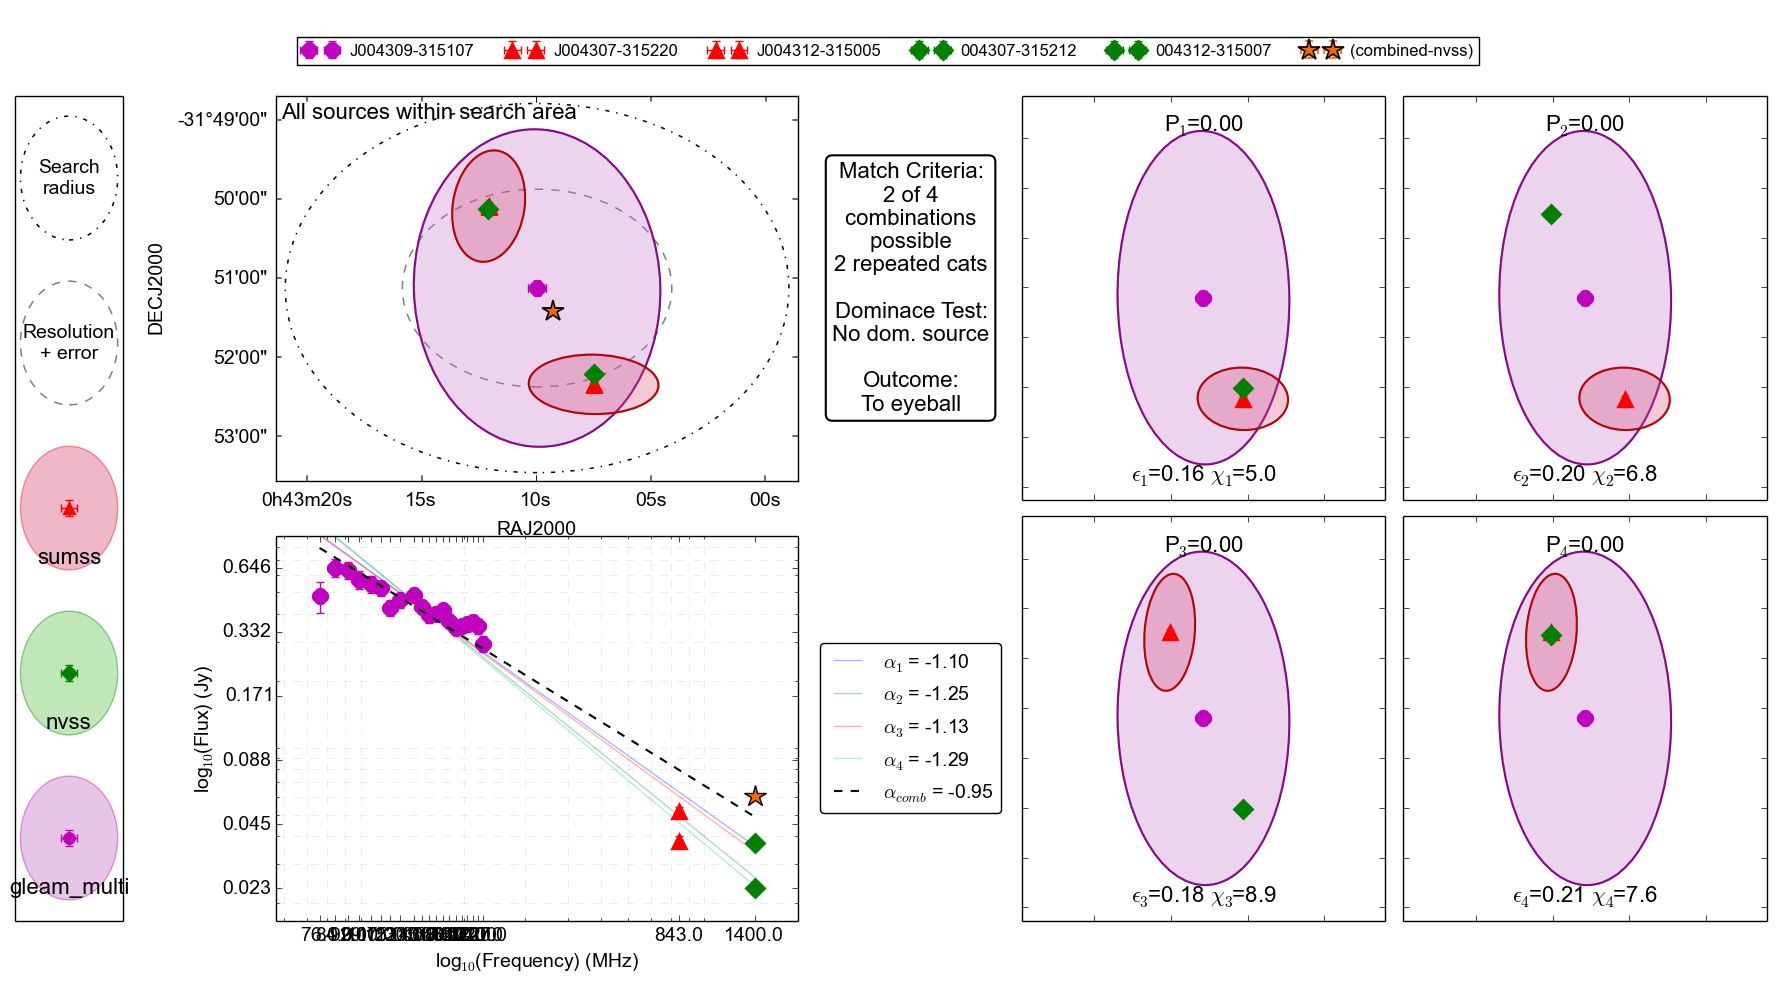 J004309-315107
J004307-315220
J004312-315005
004307-315212
004312-315007
(combined-nvss)
Search
radius
Resolution
+ error
sumss
nvss
gleam_multi
All sources within search area
DECJ2000
-31°49'00"
50'00"
51'00"
52'00"
53'00"
0h43m20s
15s
10s
05s
00s
RAJ2000
Match Criteria:
2 of 4
combinations
possible
2 repeated cats
Dominace Test:
No dom. source
Outcome:
To eyeball
log₁₀(Flux) (Jy)
0.646
0.332
0.171
0.088
0.045
0.023
843.0
1400.0
log₁₀(Frequency) (MHz)
α₁ = -1.10
α₂ = -1.25
α₃ = -1.13
α₄ = -1.29
α_comb = -0.95
P₁=0.00
ϵ₁=0.16 χ₁=5.0
P₂=0.00
ϵ₂=0.20 χ₂=6.8
P₃=0.00
ϵ₃=0.18 χ₃=8.9
P₄=0.00
ϵ₄=0.21 χ₄=7.6